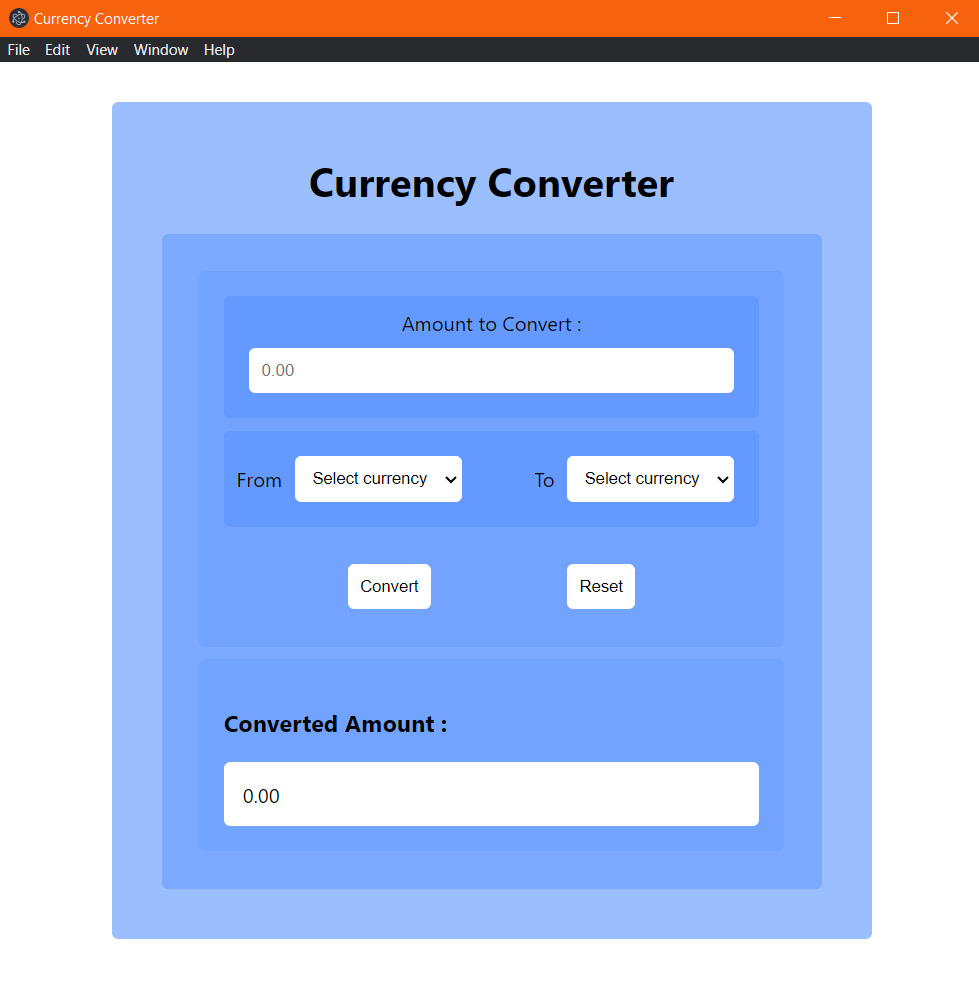 Currency Converter
File Edit View Window Help
Currency Converter
Amount to Convert :
0.00
From Select currency To Select currency
Convert Reset
Converted Amount :
0.00